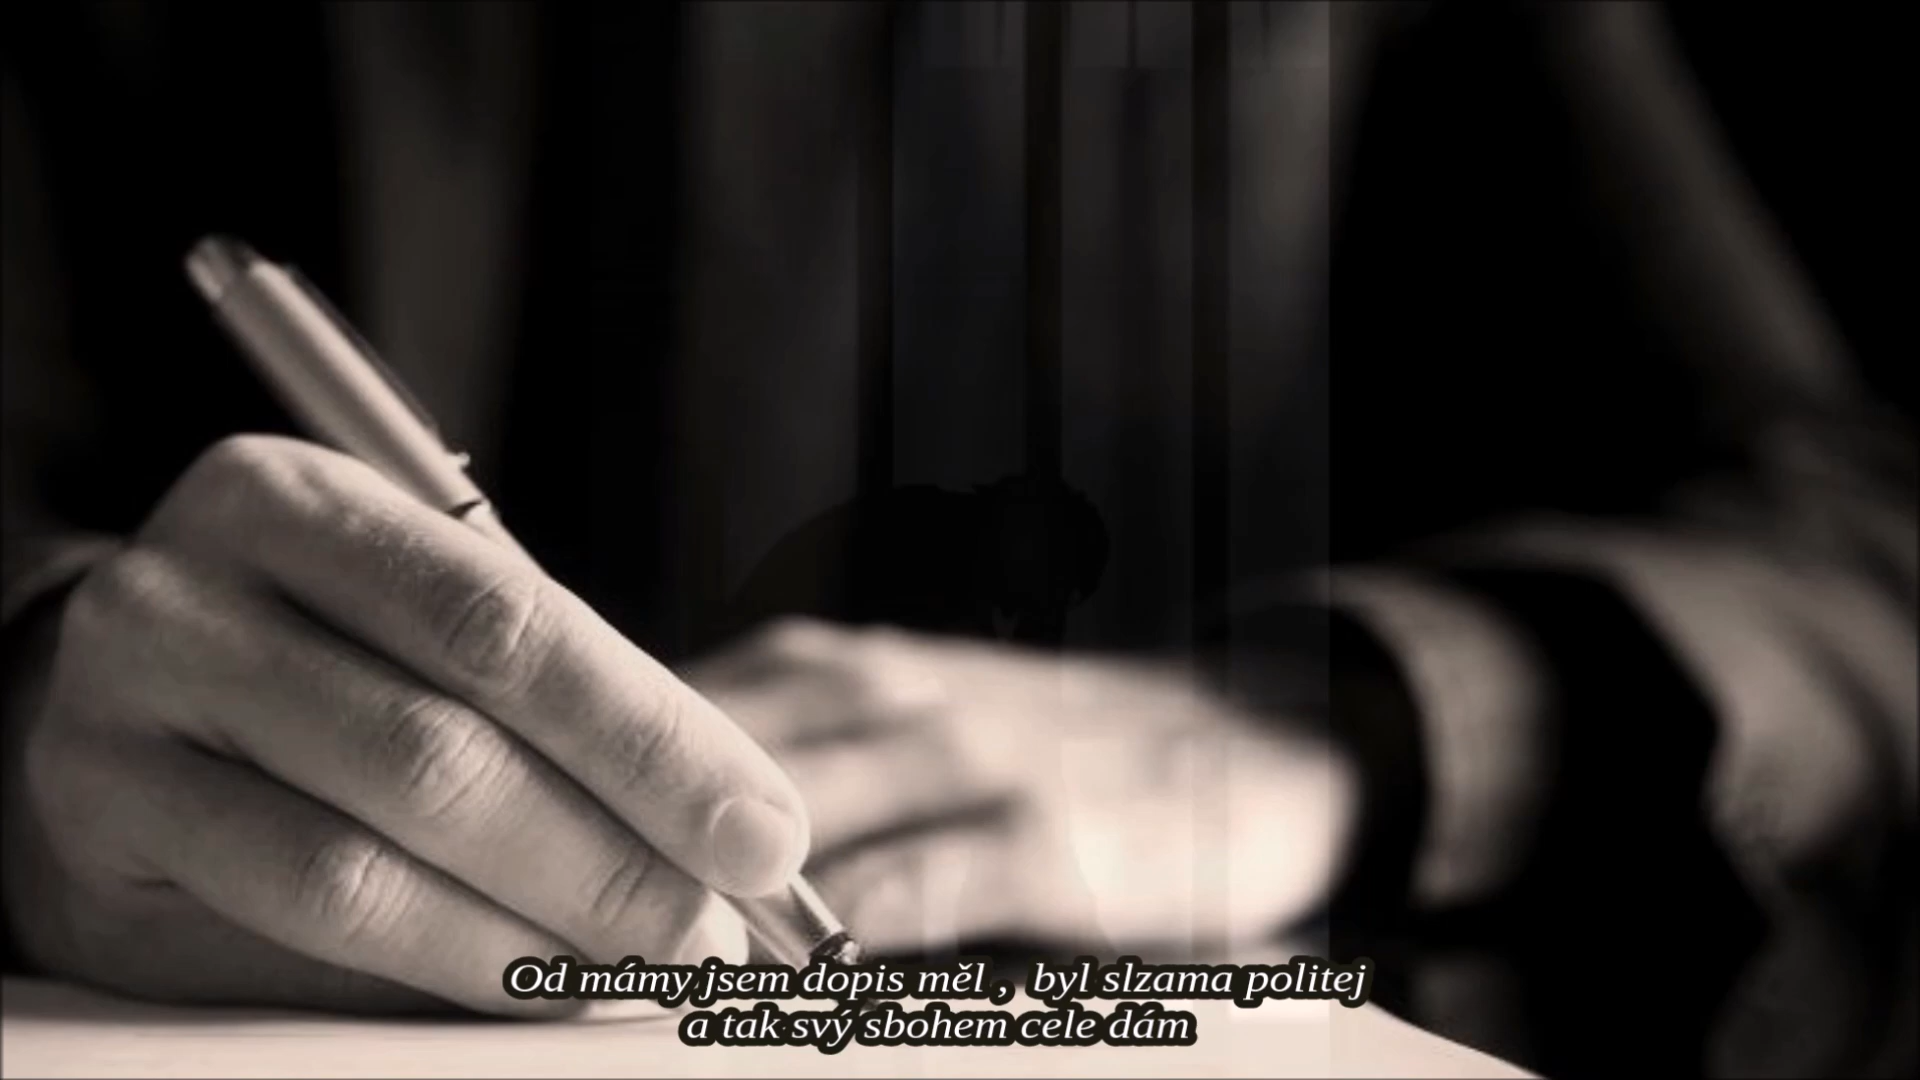 Od mámy jsem dopis měl , byl slzama politej
a tak svý sbohem cele dám